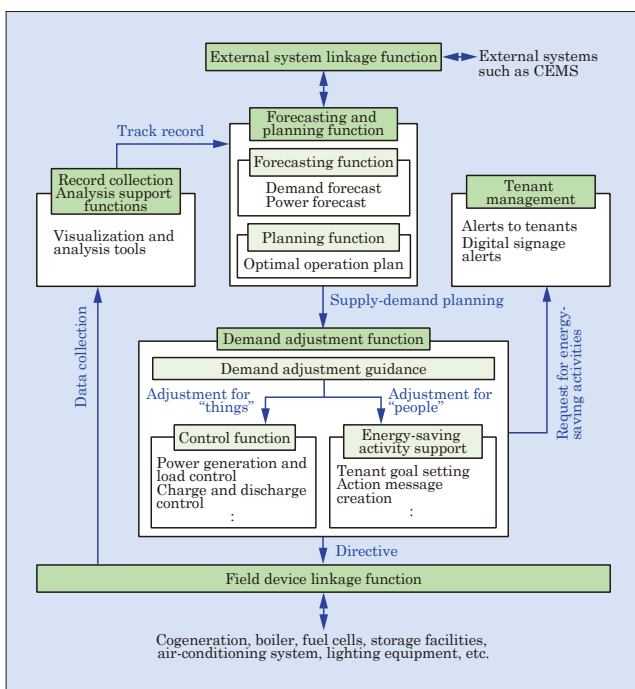 External system linkage function
External systems
such as CEMS
Forecasting and
planning function
Track record
Forecasting function
Demand forecast
Power forecast
Planning function
Optimal operation plan
Record collection
Analysis support
functions
Visualization and
analysis tools
Tenant
management
Alerts to tenants
Digital signage
alerts
Supply-demand planning
Demand adjustment function
Demand adjustment guidance
Adjustment for
“things”
Adjustment for
“people”
Control function
Power generation and
load control
Charge and discharge
control
:
Energy-saving
activity support
Tenant goal setting
Action message
creation
:
Data collection
Request for energy-
saving activities
Directive
Field device linkage function
Cogeneration, boiler, fuel cells, storage facilities,
air-conditioning system, lighting equipment, etc.